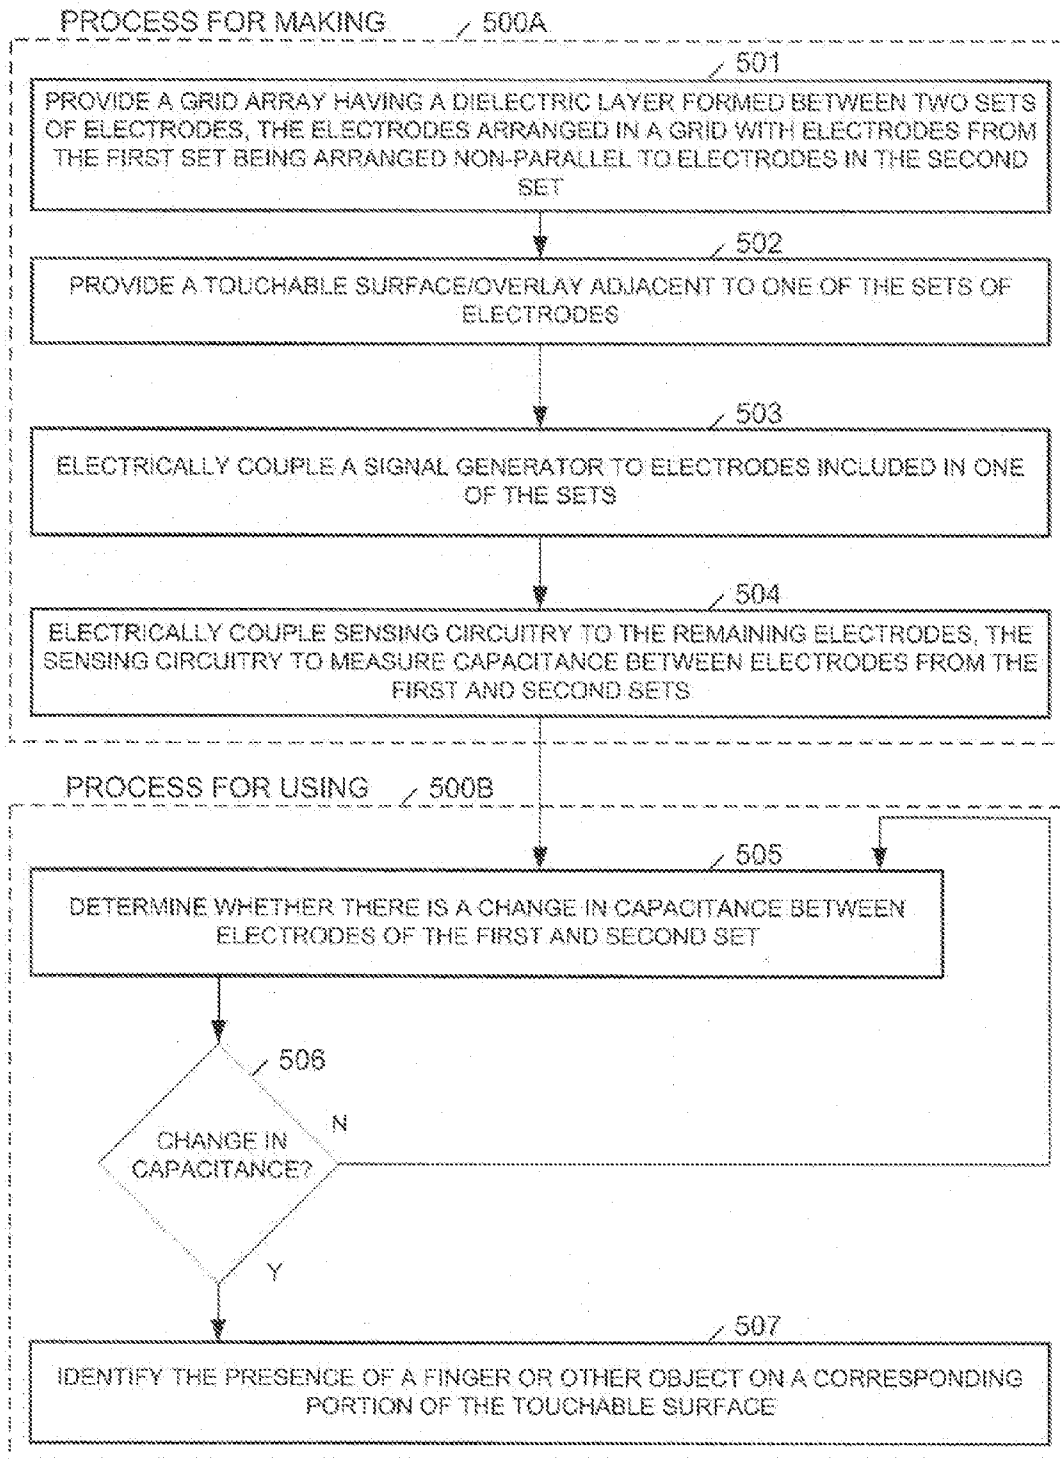 PROCESS FOR MAKING 500A
501
PROVIDE A GRID ARRAY HAVING A DIELECTRIC LAYER FORMED BETWEEN TWO SETS
OF ELECTRODES, THE ELECTRODES ARRANGED IN A GRID WITH ELECTRODES FROM
THE FIRST SET BEING ARRANGED NON-PARALLEL TO ELECTRODES IN THE SECOND
SET
502
PROVIDE A TOUCHABLE SURFACE/OVERLAY ADJACENT TO ONE OF THE SETS OF
ELECTRODES
503
ELECTRICALLY COUPLE A SIGNAL GENERATOR TO ELECTRODES INCLUDED IN ONE
OF THE SETS
504
ELECTRICALLY COUPLE SENSING CIRCUITRY TO THE REMAINING ELECTRODES, THE
SENSING CIRCUITRY TO MEASURE CAPACITANCE BETWEEN ELECTRODES FROM THE
FIRST AND SECOND SETS
PROCESS FOR USING 500B
505
DETERMINE WHETHER THERE IS A CHANGE IN CAPACITANCE BETWEEN
ELECTRODES OF THE FIRST AND SECOND SET
506
N
CHANGE IN
CAPACITANCE?
Y
507
IDENTIFY THE PRESENCE OF A FINGER OR OTHER OBJECT ON A CORRESPONDING
PORTION OF THE TOUCHABLE SURFACE